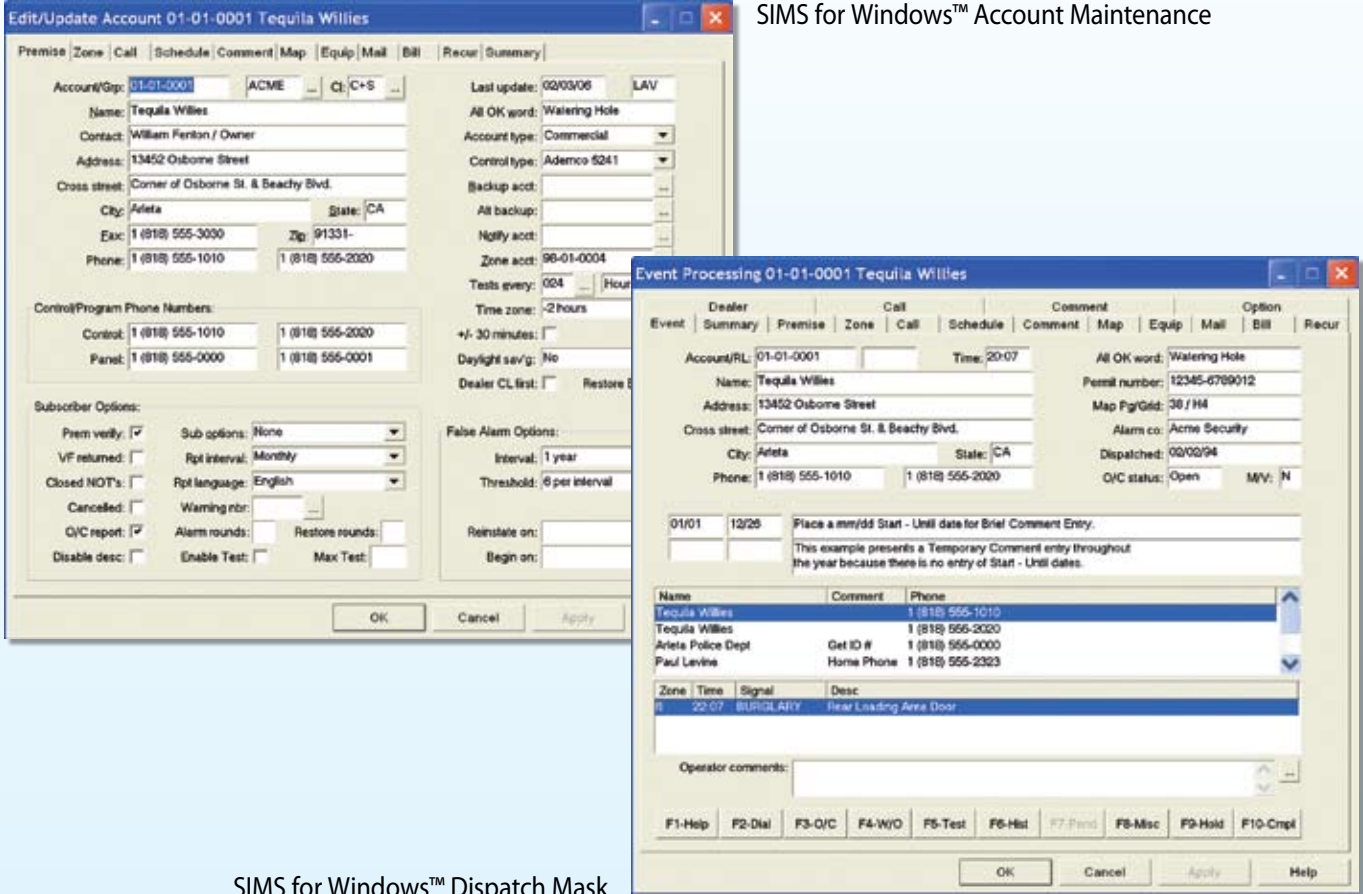 SIMS for Windows™ Account Maintenance
Edit/Update Account 01-01-0001 Tequila Willies
Premise Zone Call Schedule Comment Map Equip Mail Bill Recur Summary
Account/Grp: 01-01-0001 ACME ... Cl: C+S ...
Name: Tequila Willies
Contact: William Fenton / Owner
Address: 13452 Osborne Street
Cross street: Corner of Osborne St. & Beachy Blvd.
City: Arleta State: CA
Fax: 1 (818) 555-3030 Zip: 91331-
Phone: 1 (818) 555-1010 1 (818) 555-2020
Control/Program Phone Numbers:
Control: 1 (818) 555-1010 1 (818) 555-2020
Panel: 1 (818) 555-0000 1 (818) 555-0001
Subscriber Options:
Prem verify: Sub options: None
VF returned: Rpt interval: Monthly
Closed NOT's: Rpt language: English
Cancelled: Warning nbr: ...
O/C report: Alarm rounds: Restore rounds:
Disable desc: Enable Test: Max Test:
Last update: 02/03/06 LAV
All OK word: Watering Hole
Account type: Commercial
Control type: Ademco 5241
Backup acct: ...
Alt backup: ...
Notify acct: ...
Zone acct: 98-01-0004
Tests every: 024 ... Hour
Time zone: -2 hours
+/- 30 minutes:
Daylight sav'g: No
Dealer CL first: Restore
False Alarm Options:
Interval: 1 year
Threshold: 6 per interval
Reinstate on:
Begin on:
OK Cancel Apply
Event Processing 01-01-0001 Tequila Willies
Dealer Call Comment Option
Event Summary Premise Zone Call Schedule Comment Map Equip Mail Bill Recur
Account/RL: 01-01-0001 Time: 20:07
Name: Tequila Willies
Address: 13452 Osborne Street
Cross street: Corner of Osborne St. & Beachy Blvd.
City: Arleta State: CA
Phone: 1 (818) 555-1010 1 (818) 555-2020
All OK word: Watering Hole
Permit number: 12345-6789012
Map Pg/Grid: 38 / H4
Alarm co: Acme Security
Dispatched: 02/02/94
O/C status: Open M/V: N
01/01 12/26 Place a mm/dd Start - Until date for Brief Comment Entry.
This example presents a Temporary Comment entry throughout
the year because there is no entry of Start - Until dates.
Name Comment Phone
Tequila Willies 1 (818) 555-1010
Tequila Willies 1 (818) 555-2020
Arleta Police Dept Get ID # 1 (818) 555-0000
Paul Levine Home Phone 1 (818) 555-2323
Zone Time Signal Desc
22:07 BURGLARY Rear Loading Area Door
Operator comments: ...
F1-Help F2-Dial F3-O/C F4-W/O F5-Test F6-Hist F7-Pend F8-Misc F9-Hold F10-Cmpl
OK Cancel Apply Help
SIMS for Windows™ Dispatch Mask